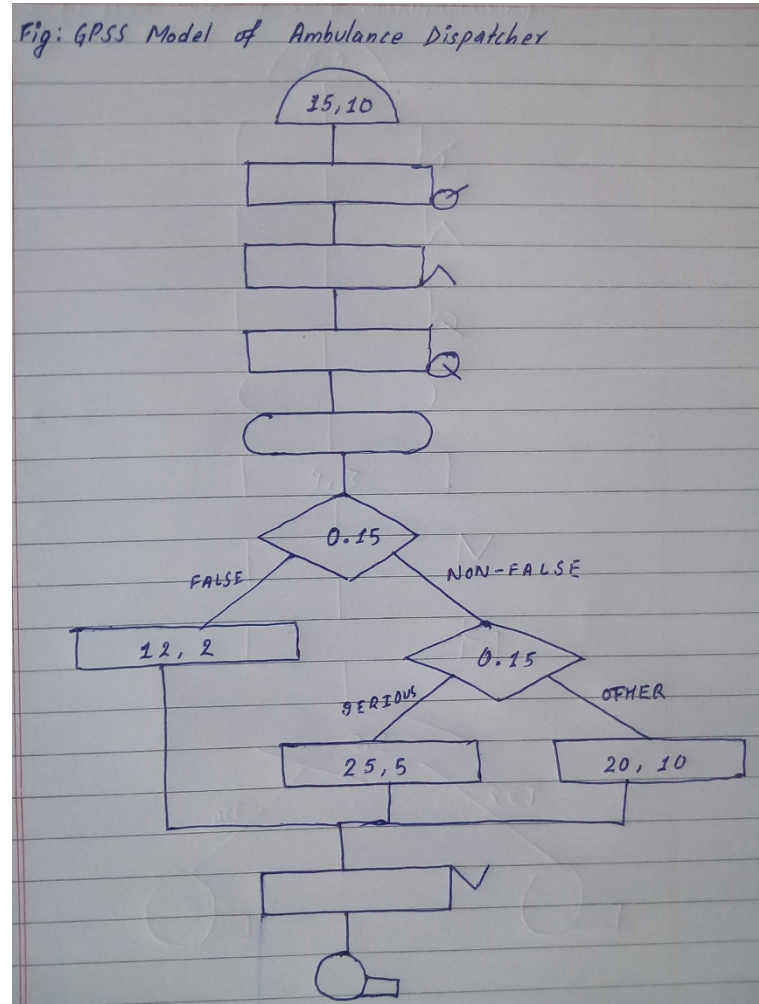 Fig: GPSS Model of Ambulance Dispatcher
15,10
0.15
FALSE
NON-FALSE
12, 2
0.15
SERIOUS
OTHER
25,5
20, 10